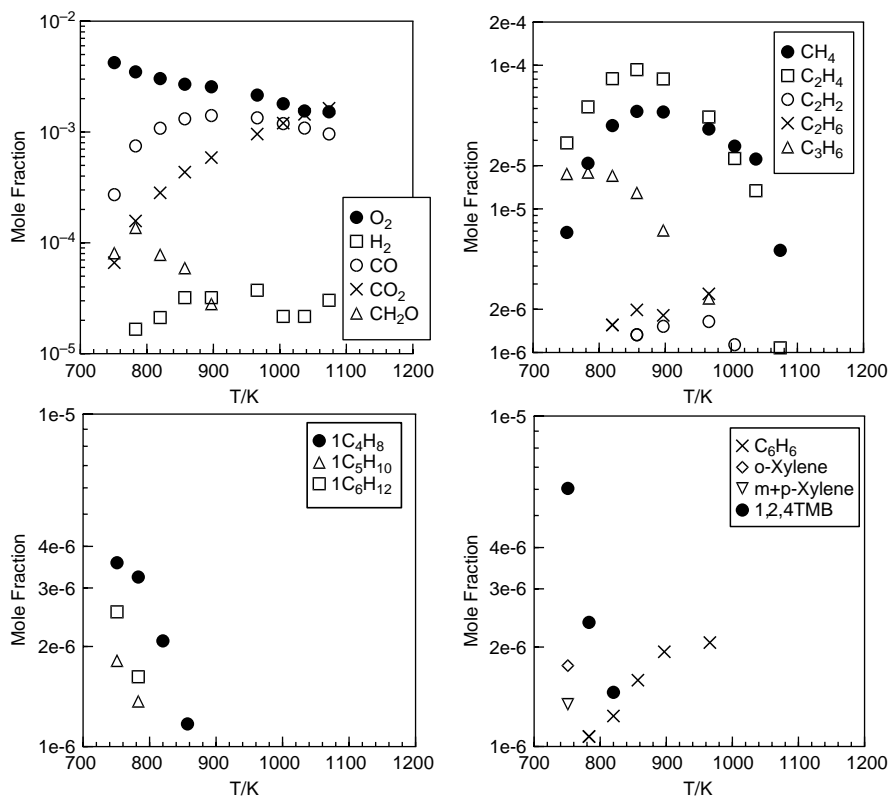 10⁻²
10⁻³
10⁻⁴
10⁻⁵
Mole Fraction
O₂
H₂
CO
CO₂
CH₂O
700 800 900 1000 1100 1200
T/K
2e-4
1e-4
2e-5
1e-5
2e-6
1e-6
Mole Fraction
CH₄
C₂H₄
C₂H₂
C₂H₆
C₃H₆
700 800 900 1000 1100 1200
T/K
1e-5
4e-6
2e-6
1e-6
Mole Fraction
1C₄H₈
1C₅H₁₀
1C₆H₁₂
700 800 900 1000 1100 1200
T/K
1e-5
4e-6
2e-6
1e-6
Mole Fraction
C₆H₆
o-Xylene
m+p-Xylene
1,2,4TMB
700 800 900 1000 1100 1200
T/K